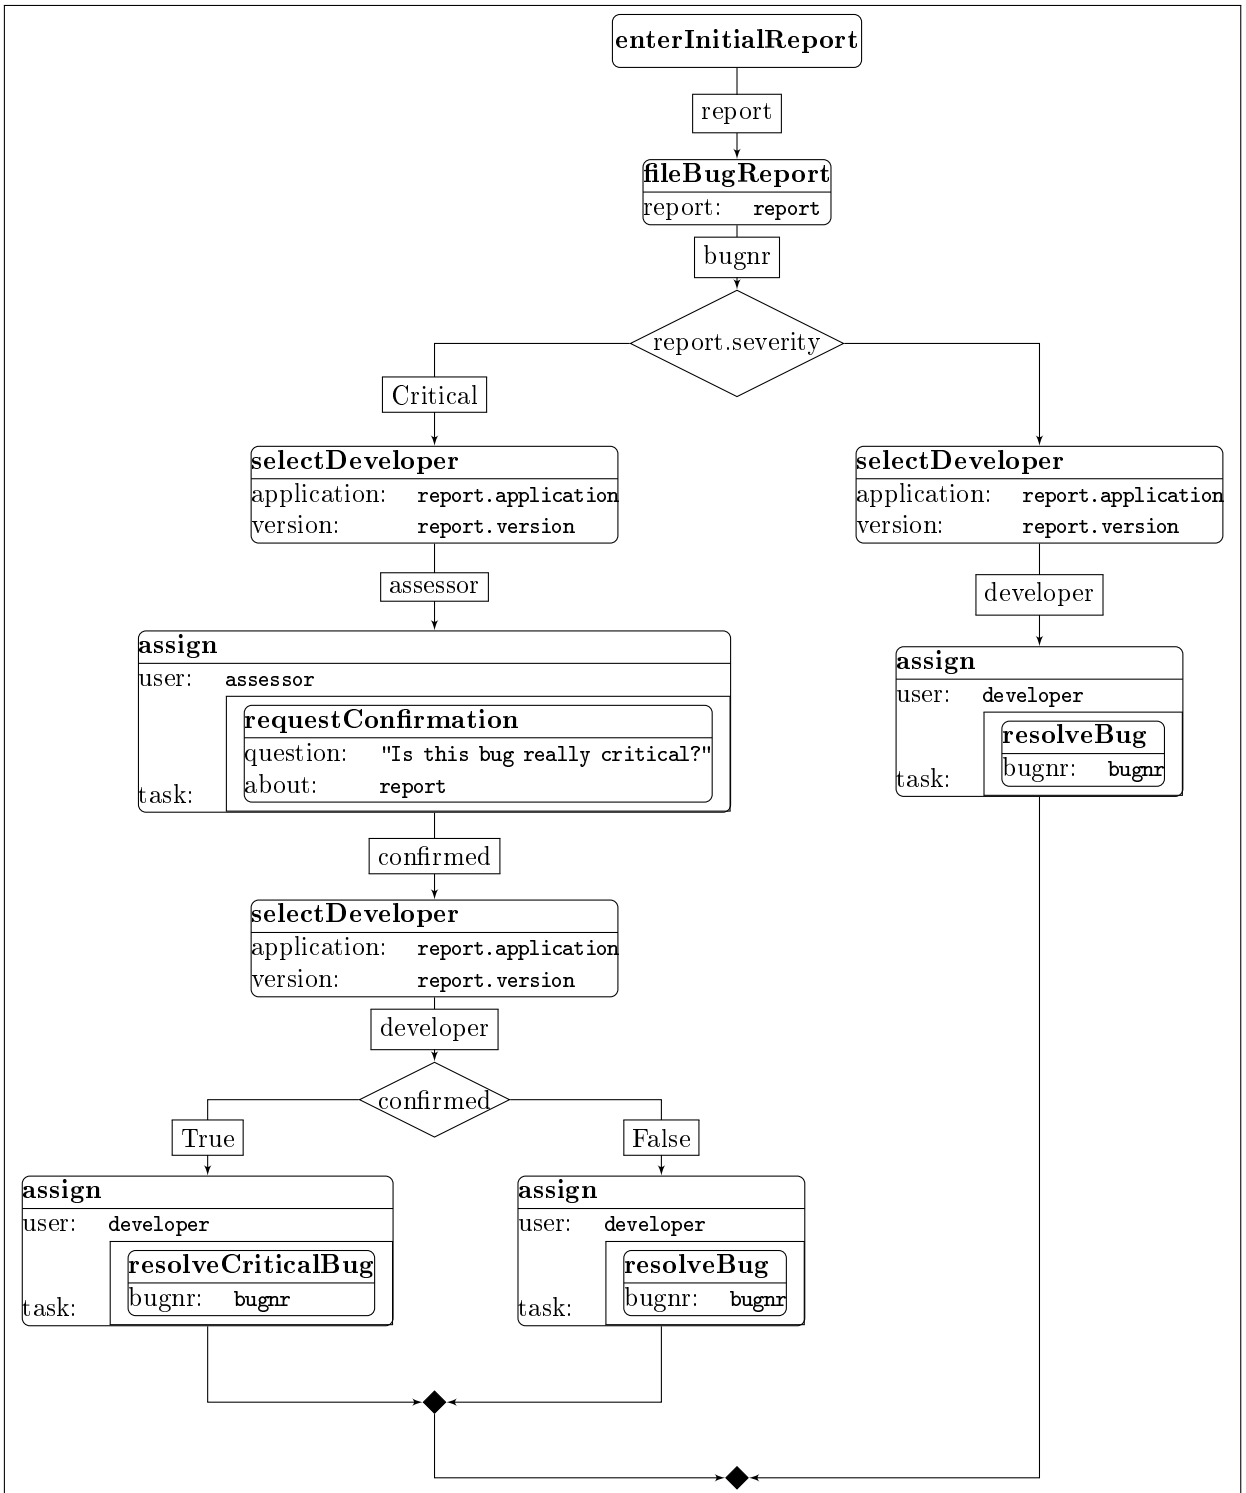 enterInitialReport
report
fileBugReport
report: report
bugnr
report.severity
Critical
selectDeveloper
application: report.application
version: report.version
assessor
assign
user: assessor
requestConfirmation
question: "Is this bug really critical?"
about: report
task:
confirmed
selectDeveloper
application: report.application
version: report.version
developer
confirmed
True
assign
user: developer
resolveCriticalBug
bugnr: bugnr
task:
False
assign
user: developer
resolveBug
bugnr: bugnr
task:
selectDeveloper
application: report.application
version: report.version
developer
assign
user: developer
resolveBug
bugnr: bugnr
task: